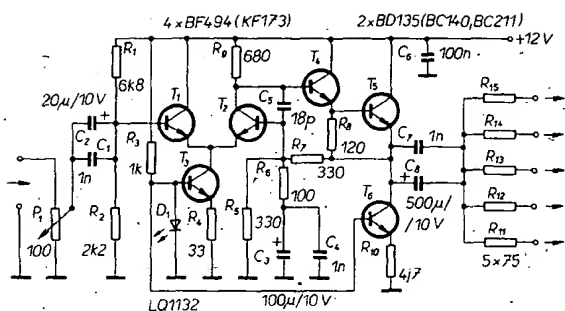 4×BF494 (KF173)
2×BD135 (BC140, BC211)
+12V
R1
6k8
R9
680
T4
C6
100n
T5
20μ/10V
C2
C1
1n
T1
T2
C5
18p
R8
120
C7
1n
R15
R14
R13
R12
R11
5×75
R3
1k
T3
R7
330
R6
100
C8
500μ/
/10V
T6
P1
100
R2
2k2
D1
R4
33
R5
330
C3
C4
1n
R10
4j7
LQ1132
100μ/10V